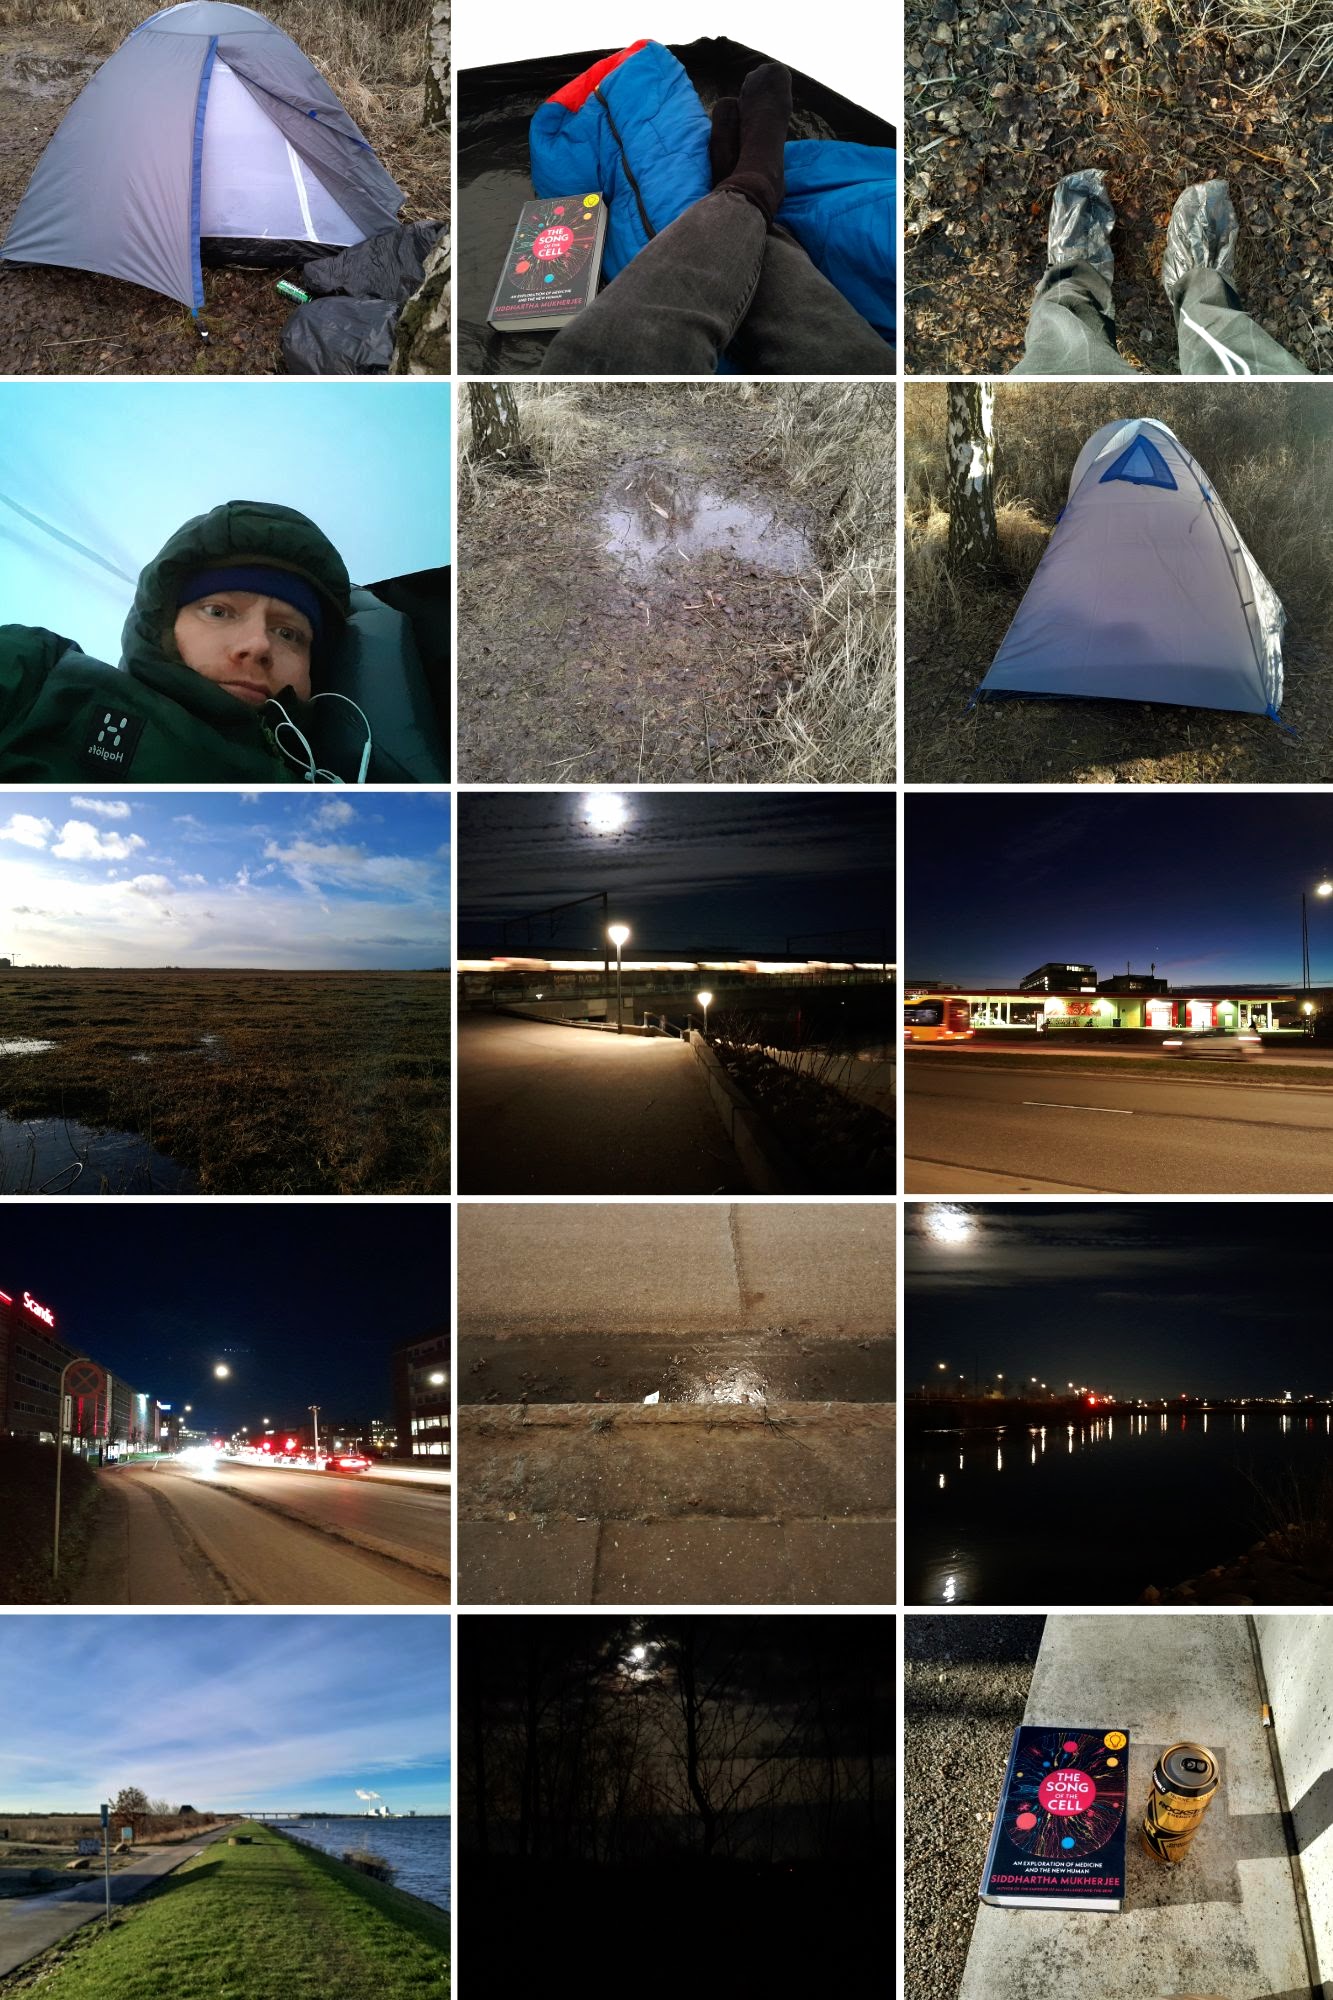 THE
SONG
OF THE
CELL
AN EXPLORATION OF MEDICINE
AND THE NEW HUMAN
SIDDHARTHA MUKHERJEE
Haglöfs
Scandic
THE
SONG
OF THE
CELL
AN EXPLORATION OF MEDICINE
AND THE NEW HUMAN
SIDDHARTHA MUKHERJEE
AUTHOR OF THE EMPEROR OF ALL MALADIES AND THE GENE
ROCKSTAR